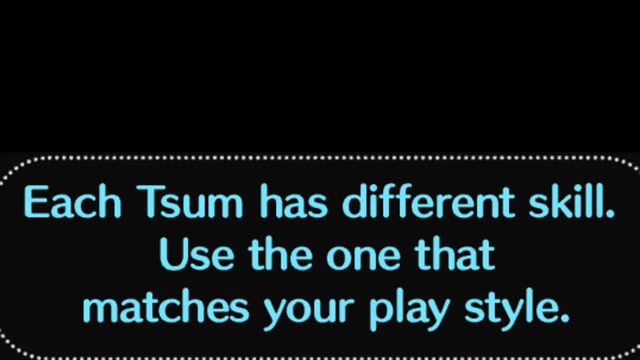 Each Tsum has different skill.
Use the one that
matches your play style.